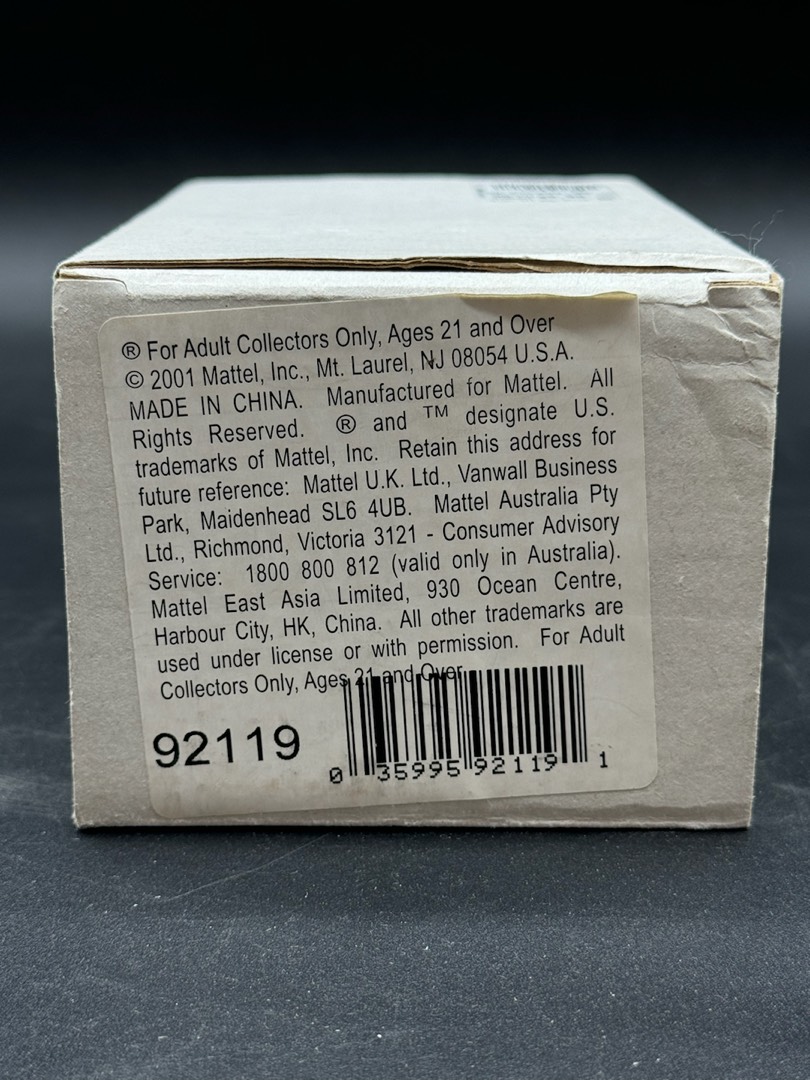 ® For Adult Collectors Only, Ages 21 and Over
© 2001 Mattel, Inc., Mt. Laurel, NJ 08054 U.S.A.
MADE IN CHINA. Manufactured for Mattel. All
Rights Reserved. ® and ™ designate U.S.
trademarks of Mattel, Inc. Retain this address for
future reference: Mattel U.K. Ltd., Vanwall Business
Park, Maidenhead SL6 4UB. Mattel Australia Pty
Ltd., Richmond, Victoria 3121 - Consumer Advisory
Service: 1800 800 812 (valid only in Australia).
Mattel East Asia Limited, 930 Ocean Centre,
Harbour City, HK, China. All other trademarks are
used under license or with permission. For Adult
Collectors Only, Ages 21 and Over
92119
0 35995 92119 1